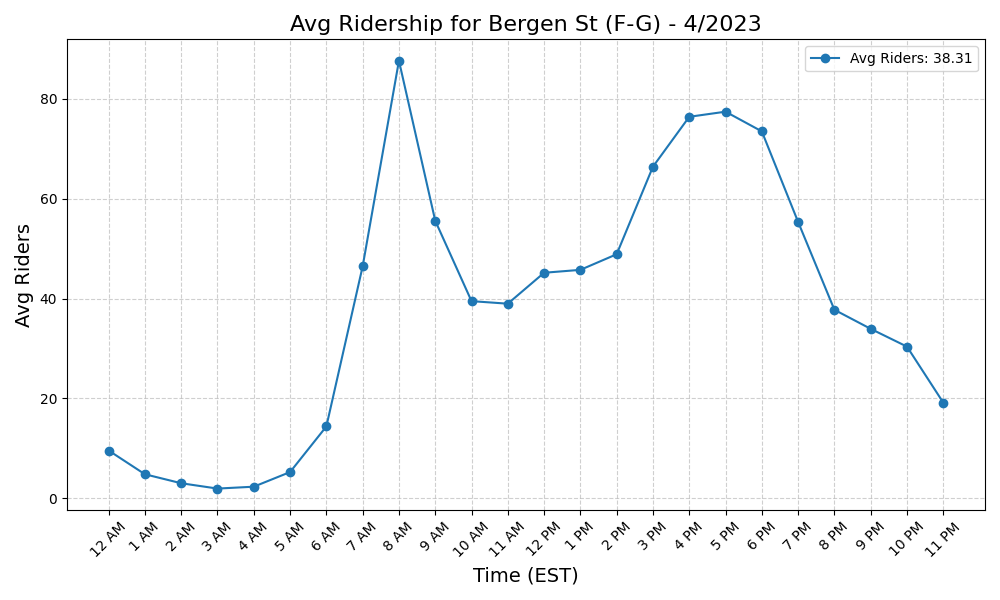 Avg Ridership for Bergen St (F-G) - 4/2023
Avg Riders: 38.31
Avg Riders
80
60
40
20
0
12 AM
1 AM
2 AM
3 AM
4 AM
5 AM
6 AM
7 AM
8 AM
9 AM
10 AM
11 AM
12 PM
1 PM
2 PM
3 PM
4 PM
5 PM
6 PM
7 PM
8 PM
9 PM
10 PM
11 PM
Time (EST)